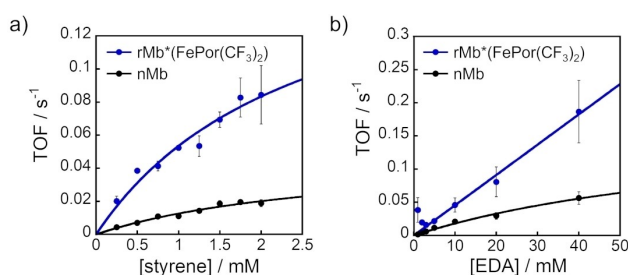 a)
rMb*(FePor(CF₃)₂)
nMb
TOF / s⁻¹
0.12
0.1
0.08
0.06
0.04
0.02
0
0 0.5 1.0 1.5 2.0 2.5
[styrene] / mM
b)
rMb*(FePor(CF₃)₂)
nMb
TOF / s⁻¹
0.3
0.25
0.2
0.15
0.1
0.05
0
0 10 20 30 40 50
[EDA] / mM